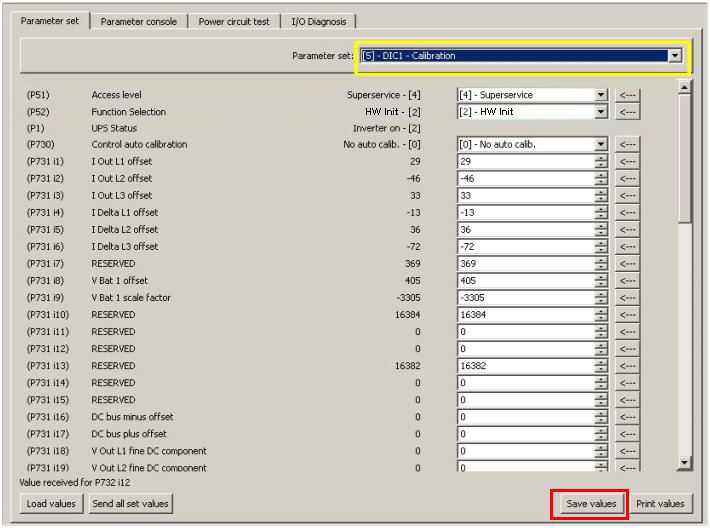 Parameter set Parameter console Power circuit test I/O Diagnosis
Parameter set: [5] - DIC1 - Calibration
(P51) Access level Superservice - [4] [4] - Superservice <---
(P52) Function Selection HW Init - [2] [2] - HW Init <---
(P1) UPS Status Inverter on - [2]
(P730) Control auto calibration No auto calib. - [0] [0] - No auto calib. <---
(P731 i1) I Out L1 offset 29 29 <---
(P731 i2) I Out L2 offset -46 -46 <---
(P731 i3) I Out L3 offset 33 33 <---
(P731 i4) I Delta L1 offset -13 -13 <---
(P731 i5) I Delta L2 offset 36 36 <---
(P731 i6) I Delta L3 offset -72 -72 <---
(P731 i7) RESERVED 369 369 <---
(P731 i8) V Bat 1 offset 405 405 <---
(P731 i9) V Bat 1 scale factor -3305 -3305 <---
(P731 i10) RESERVED 16384 16384 <---
(P731 i11) RESERVED 0 0 <---
(P731 i12) RESERVED 0 0 <---
(P731 i13) RESERVED 16382 16382 <---
(P731 i14) RESERVED 0 0 <---
(P731 i15) RESERVED 0 0 <---
(P731 i16) DC bus minus offset 0 0 <---
(P731 i17) DC bus plus offset 0 0 <---
(P731 i18) V Out L1 fine DC component 0 0 <---
(P731 i19) V Out L2 fine DC component 0 0 <---
Value received for P732 i12
Load values Send all set values Save values Print values